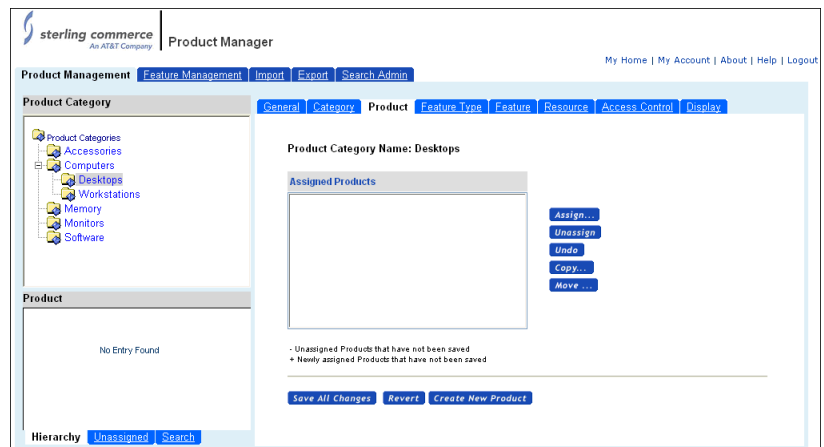 sterling commerce
An AT&T Company
Product Manager
My Home | My Account | About | Help | Logout
Product Management Feature Management Import Export Search Admin
Product Category
Product Categories
Accessories
Computers
Desktops
Workstations
Memory
Monitors
Software
Product
No Entry Found
Hierarchy Unassigned Search
General Category Product Feature Type Feature Resource Access Control Display
Product Category Name: Desktops
Assigned Products
Assign...
Unassign
Undo
Copy...
Move ...
- Unassigned Products that have not been saved
+ Newly assigned Products that have not been saved
Save All Changes Revert Create New Product